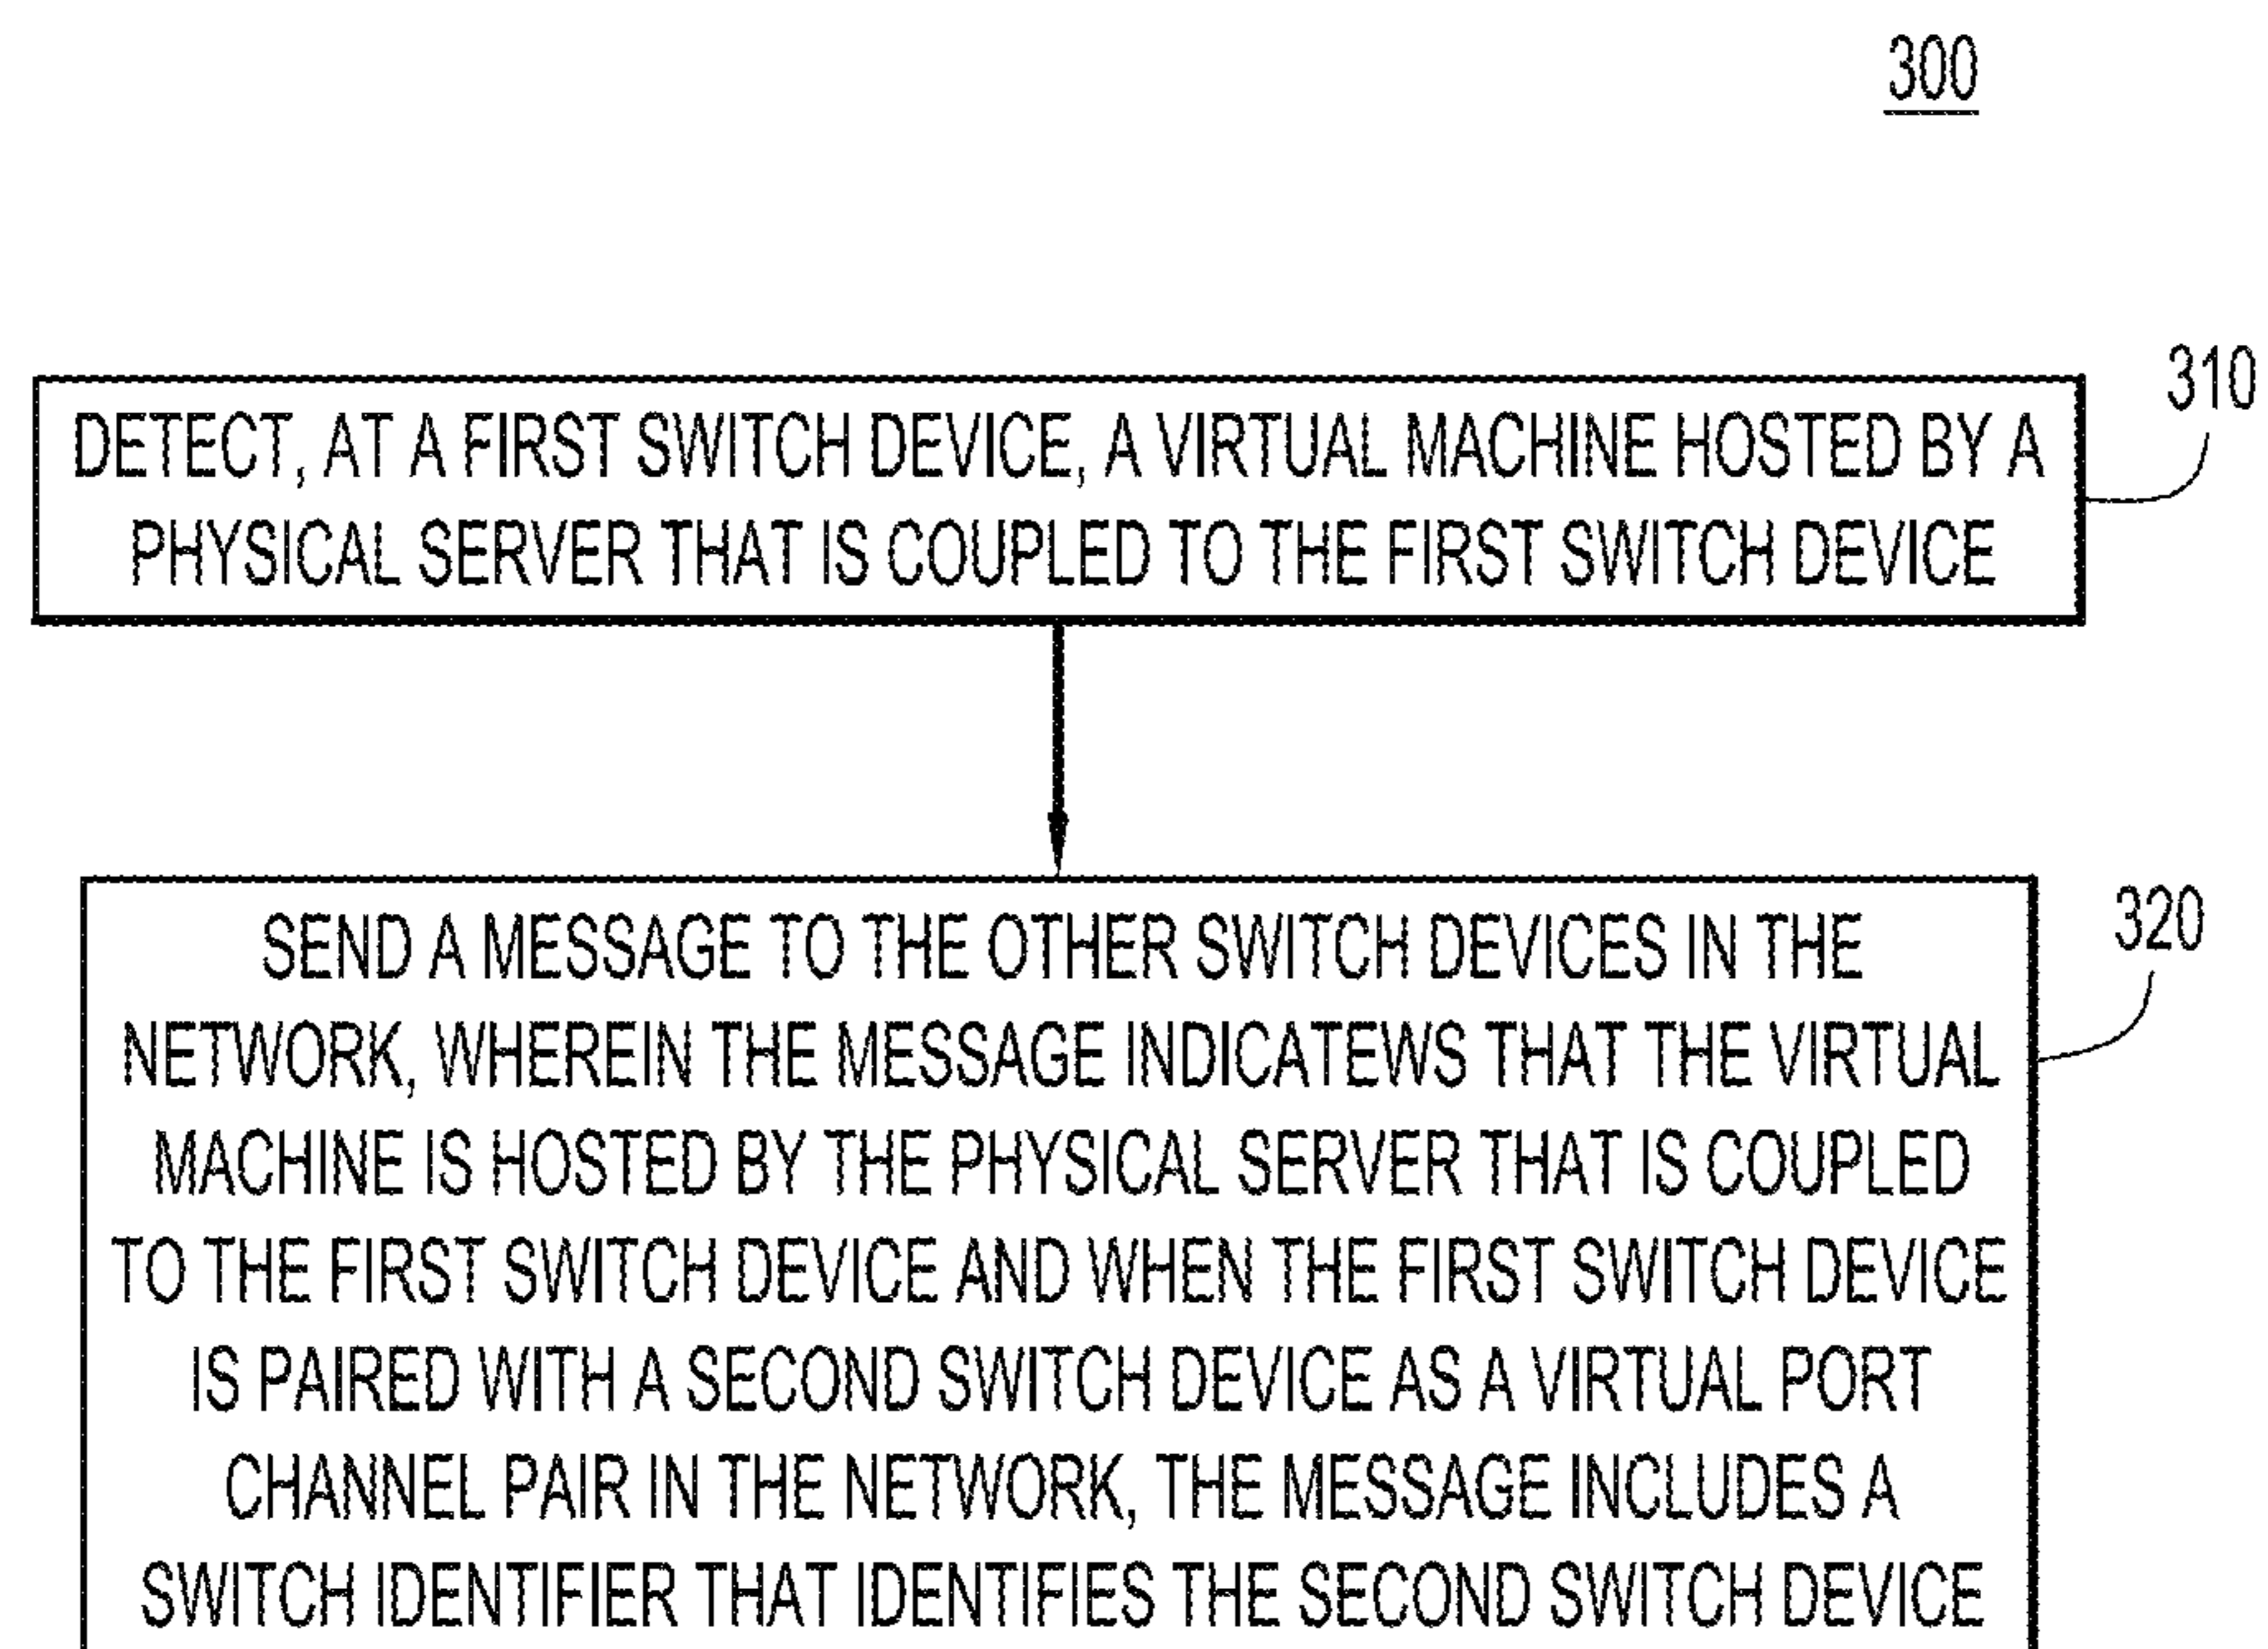 300
310
DETECT, AT A FIRST SWITCH DEVICE, A VIRTUAL MACHINE HOSTED BY A
PHYSICAL SERVER THAT IS COUPLED TO THE FIRST SWITCH DEVICE
320
SEND A MESSAGE TO THE OTHER SWITCH DEVICES IN THE
NETWORK, WHEREIN THE MESSAGE INDICATEWS THAT THE VIRTUAL
MACHINE IS HOSTED BY THE PHYSICAL SERVER THAT IS COUPLED
TO THE FIRST SWITCH DEVICE AND WHEN THE FIRST SWITCH DEVICE
IS PAIRED WITH A SECOND SWITCH DEVICE AS A VIRTUAL PORT
CHANNEL PAIR IN THE NETWORK, THE MESSAGE INCLUDES A
SWITCH IDENTIFIER THAT IDENTIFIES THE SECOND SWITCH DEVICE